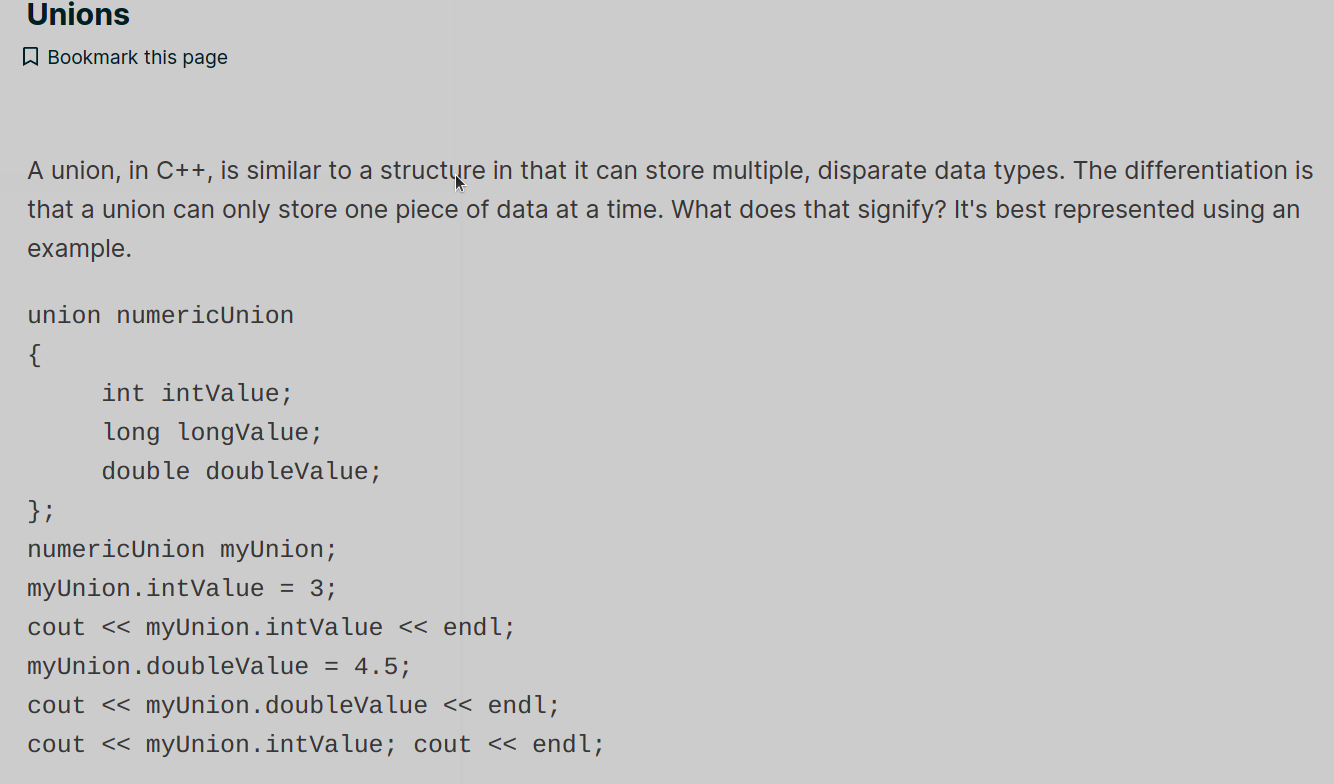 Unions
Bookmark this page
A union, in C++, is similar to a structure in that it can store multiple, disparate data types. The differentiation is
that a union can only store one piece of data at a time. What does that signify? It's best represented using an
example.
union numericUnion
{
     int intValue;
     long longValue;
     double doubleValue;
};
numericUnion myUnion;
myUnion.intValue = 3;
cout << myUnion.intValue << endl;
myUnion.doubleValue = 4.5;
cout << myUnion.doubleValue << endl;
cout << myUnion.intValue; cout << endl;